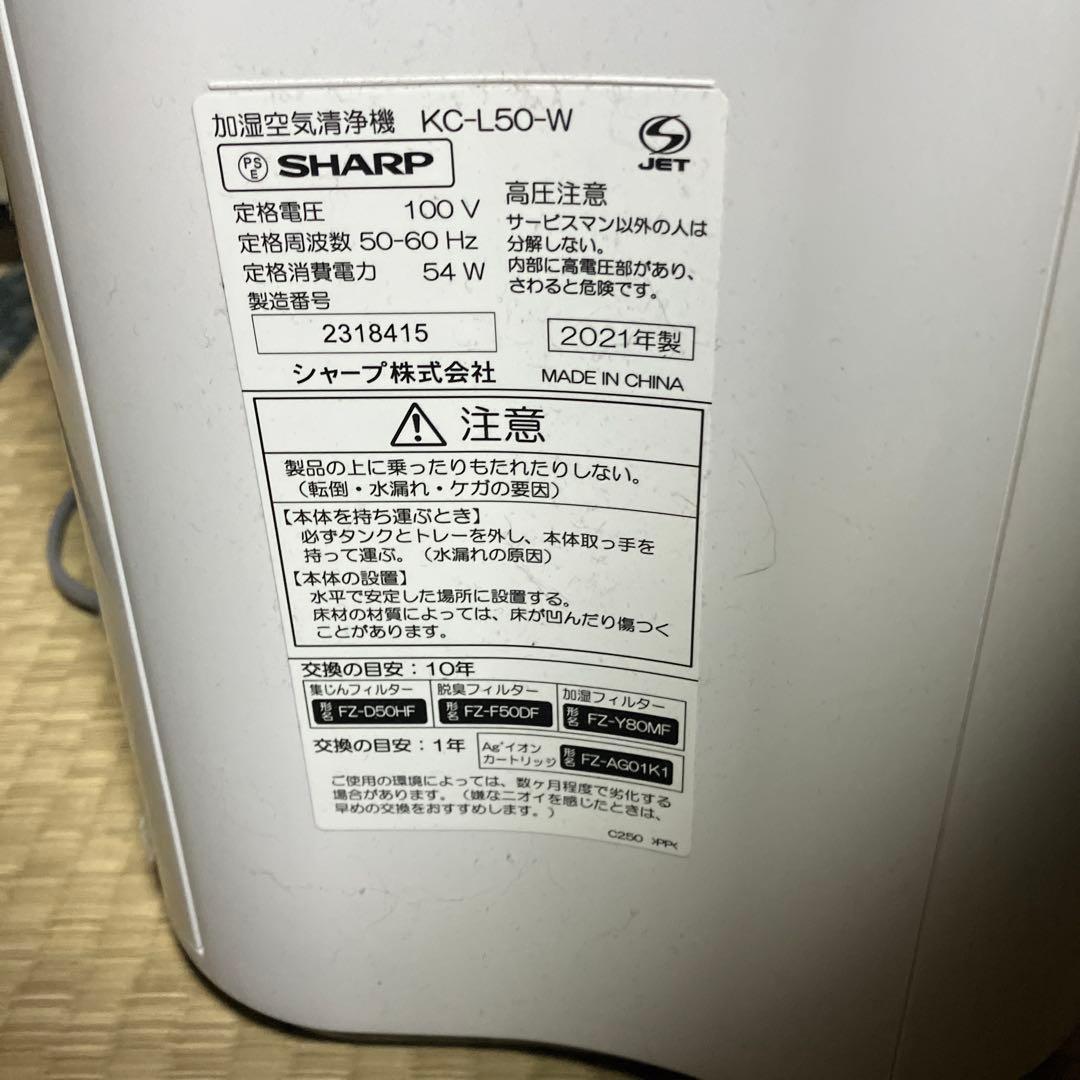 加湿空気清浄機 KC-L50-W
PS E SHARP
JET
定格電圧 100 V
定格周波数 50-60 Hz
定格消費電力 54 W
製造番号
2318415
高圧注意
サービスマン以外の人は
分解しない。
内部に高電圧部があり、
さわると危険です。
2021年製
シャープ株式会社 MADE IN CHINA
注意
製品の上に乗ったりもたれたりしない。
(転倒・水漏れ・ケガの要因)
【本体を持ち運ぶとき】
必ずタンクとトレーを外し、本体取っ手を
持って運ぶ。(水漏れの原因)
【本体の設置】
水平で安定した場所に設置する。
床材の材質によっては、床が凹んだり傷つく
ことがあります。
交換の目安:10年
集じんフィルター
形名 FZ-D50HF
脱臭フィルター
形名 FZ-F50DF
加湿フィルター
形名 FZ-Y80MF
交換の目安:1年
Ag⁺イオン
カートリッジ
形名 FZ-AG01K1
ご使用の環境によっては、数ヶ月程度で劣化する
場合があります。(嫌なニオイを感じたときは、
早めの交換をおすすめします。)
C250 >PP<